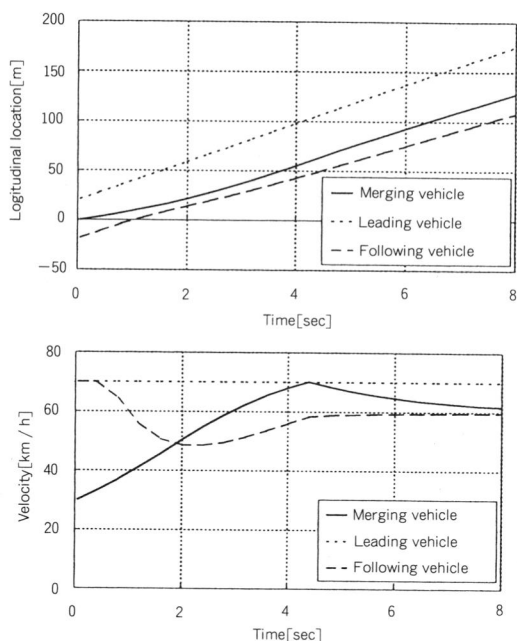 Logitudinal location[m]
200
150
100
50
0
−50
0
2
4
6
8
Time[sec]
Merging vehicle
Leading vehicle
Following vehicle
Velocity[km / h]
80
60
40
20
0
0
2
4
6
8
Time[sec]
Merging vehicle
Leading vehicle
Following vehicle